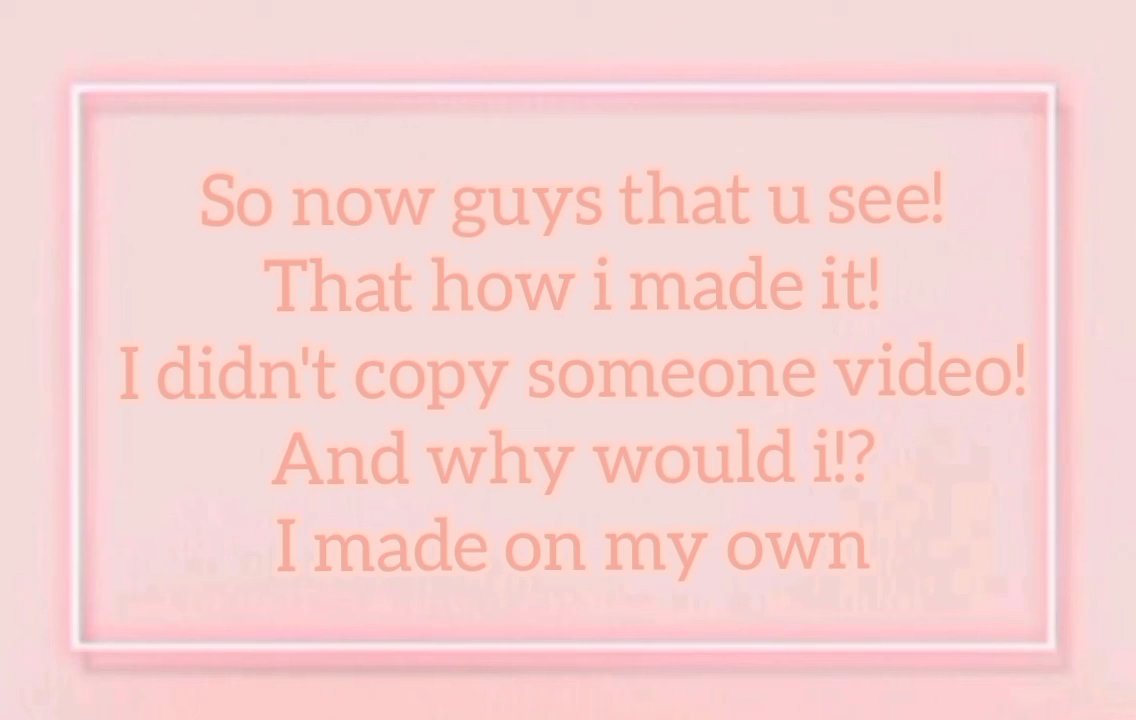 So now guys that u see!
That how i made it!
I didn't copy someone video!
And why would i!?
I made on my own